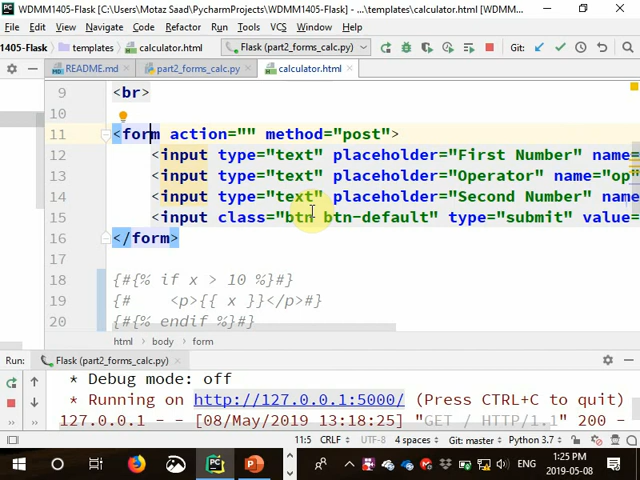 WDMM1405-Flask [C:\Users\Motaz Saad\PycharmProjects\WDMM1405-Flask] - ...\templates\calculator.html [WDMM...
File Edit View Navigate Code Refactor Run Tools VCS Window Help
1405-Flask templates calculator.html Flask (part2_forms_calc.py) Git:
README.md part2_forms_calc.py calculator.html
9 <br>
10
11 <form action="" method="post">
12 <input type="text" placeholder="First Number" name=
13 <input type="text" placeholder="Operator" name="op"
14 <input type="text" placeholder="Second Number" name
15 <input class="btn btn-default" type="submit" value=
16 </form>
18 {#{% if x > 10 %}#}
19 {# <p>{{ x }}</p>#}
20 {#{% endif %}#}
html body form
Run: Flask (part2_forms_calc.py)
* Debug mode: off
* Running on http://127.0.0.1:5000/ (Press CTRL+C to quit)
127.0.0.1 - - [08/May/2019 13:18:25] "GET / HTTP/1.1" 200 -
11:5 CRLF UTF-8 4 spaces Git: master Python 3.7
ENG 1:25 PM
2019-05-08